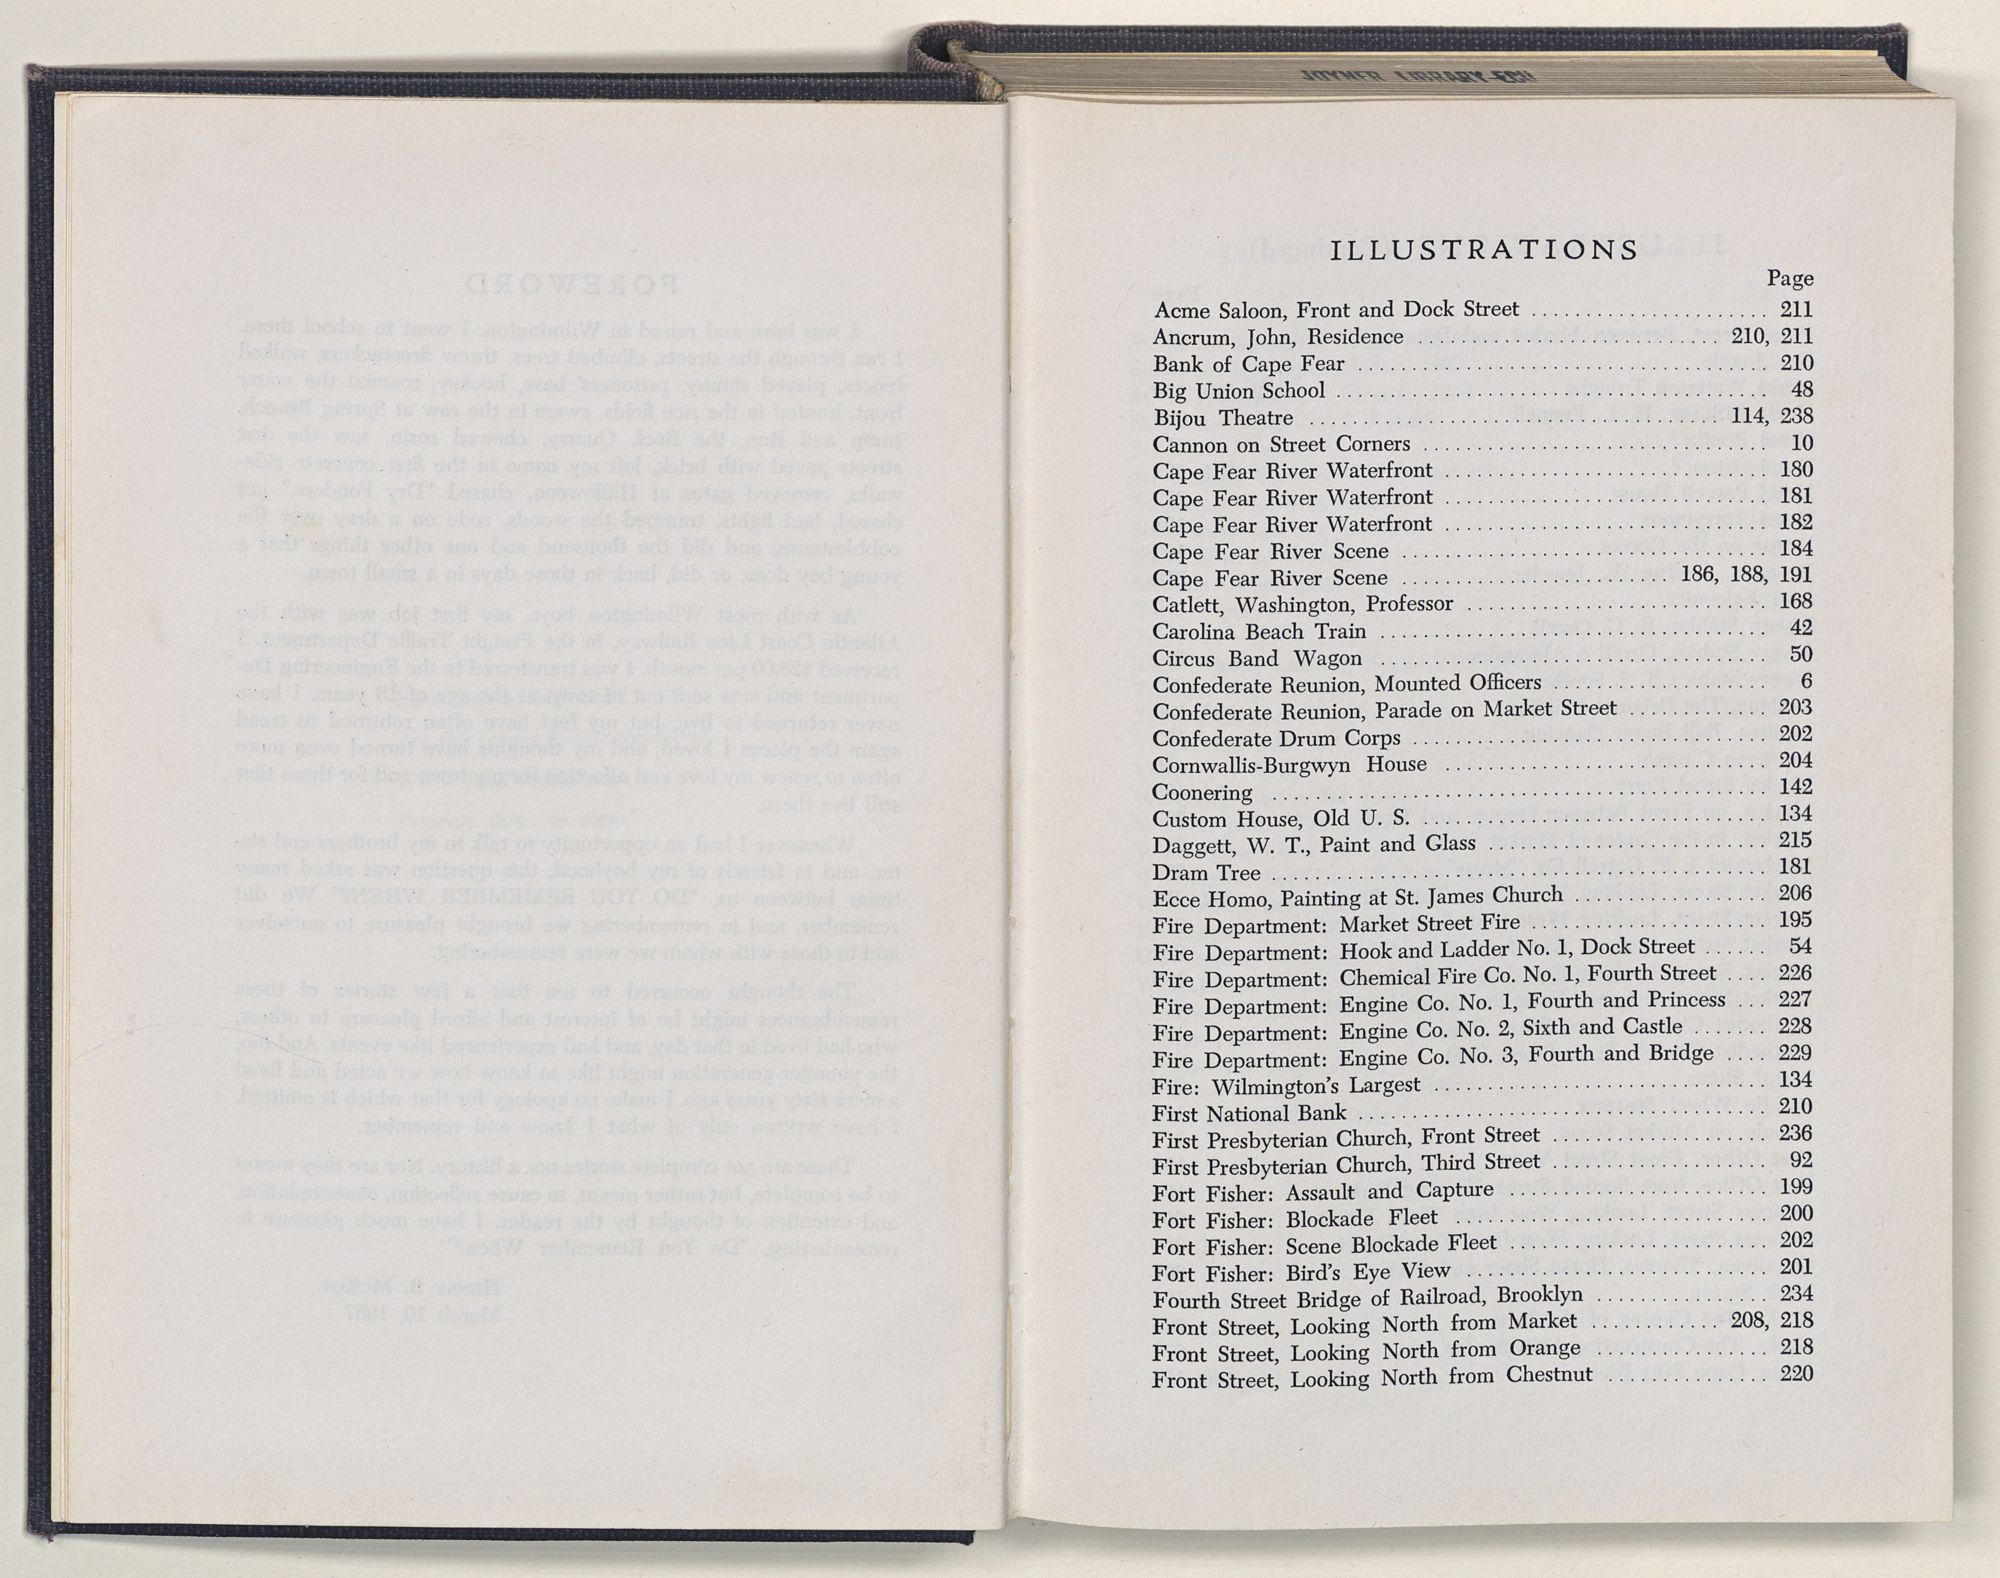 JOYNER LIBRARY-ECU
ILLUSTRATIONS
Page
Acme Saloon, Front and Dock Street ...................... 211
Ancrum, John, Residence ............................. 210, 211
Bank of Cape Fear .................................. 210
Big Union School .................................... 48
Bijou Theatre ..................................... 114, 238
Cannon on Street Corners ............................ 10
Cape Fear River Waterfront .......................... 180
Cape Fear River Waterfront .......................... 181
Cape Fear River Waterfront .......................... 182
Cape Fear River Scene .............................. 184
Cape Fear River Scene ...................... 186, 188, 191
Catlett, Washington, Professor ........................ 168
Carolina Beach Train ................................ 42
Circus Band Wagon ................................ 50
Confederate Reunion, Mounted Officers .................. 6
Confederate Reunion, Parade on Market Street ............ 203
Confederate Drum Corps ............................. 202
Cornwallis-Burgwyn House .......................... 204
Coonering ......................................... 142
Custom House, Old U. S. ............................ 134
Daggett, W. T., Paint and Glass ........................ 215
Dram Tree ......................................... 181
Ecce Homo, Painting at St. James Church ................ 206
Fire Department: Market Street Fire ..................... 195
Fire Department: Hook and Ladder No. 1, Dock Street ...... 54
Fire Department: Chemical Fire Co. No. 1, Fourth Street .... 226
Fire Department: Engine Co. No. 1, Fourth and Princess ... 227
Fire Department: Engine Co. No. 2, Sixth and Castle ....... 228
Fire Department: Engine Co. No. 3, Fourth and Bridge .... 229
Fire: Wilmington's Largest ............................ 134
First National Bank .................................. 210
First Presbyterian Church, Front Street .................. 236
First Presbyterian Church, Third Street ................... 92
Fort Fisher: Assault and Capture ...................... 199
Fort Fisher: Blockade Fleet .......................... 200
Fort Fisher: Scene Blockade Fleet ...................... 202
Fort Fisher: Bird's Eye View ......................... 201
Fourth Street Bridge of Railroad, Brooklyn ............... 234
Front Street, Looking North from Market ........... 208, 218
Front Street, Looking North from Orange ............... 218
Front Street, Looking North from Chestnut .............. 220